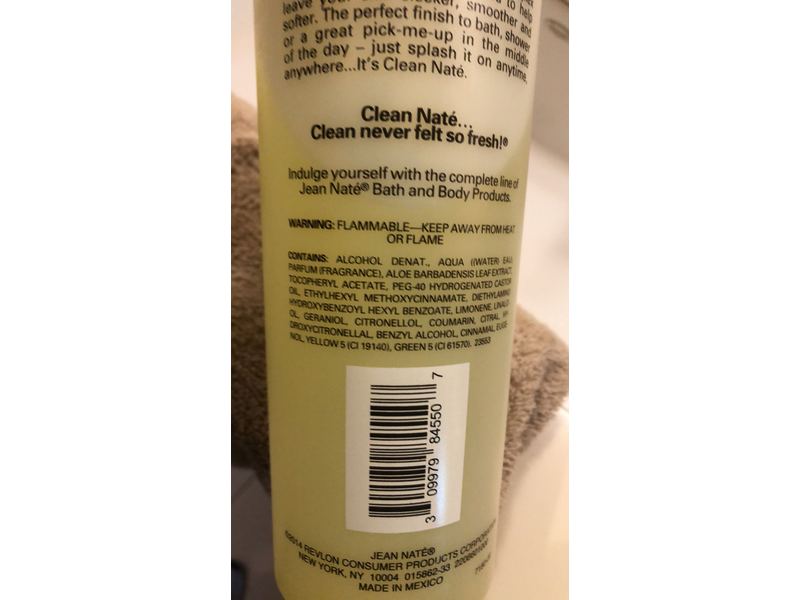 leave your smoother and
softer. The perfect finish to bath, shower
or a great pick-me-up in the middle
of the day – just splash it on anytime,
anywhere...It's Clean Naté.
Clean Naté...
Clean never felt so fresh!®
Indulge yourself with the complete line of
Jean Naté® Bath and Body Products.
WARNING: FLAMMABLE—KEEP AWAY FROM HEAT
OR FLAME
CONTAINS: ALCOHOL DENAT., AQUA ((WATER) EAU),
PARFUM (FRAGRANCE), ALOE BARBADENSIS LEAF EXTRACT,
TOCOPHERYL ACETATE, PEG-40 HYDROGENATED CASTOR
OIL, ETHYLHEXYL METHOXYCINNAMATE, DIETHYLAMINO
HYDROXYBENZOYL HEXYL BENZOATE, LIMONENE, LINALO-
OL, GERANIOL, CITRONELLOL, COUMARIN, CITRAL, HY-
DROXYCITRONELLAL, BENZYL ALCOHOL, CINNAMAL, EUGE
NOL, YELLOW 5 (CI 19140), GREEN 5 (CI 61570). 23553
3 09979 84550 7
JEAN NATÉ®
©2014 REVLON CONSUMER PRODUCTS CORPORATION
NEW YORK, NY 10004 015862-33
MADE IN MEXICO